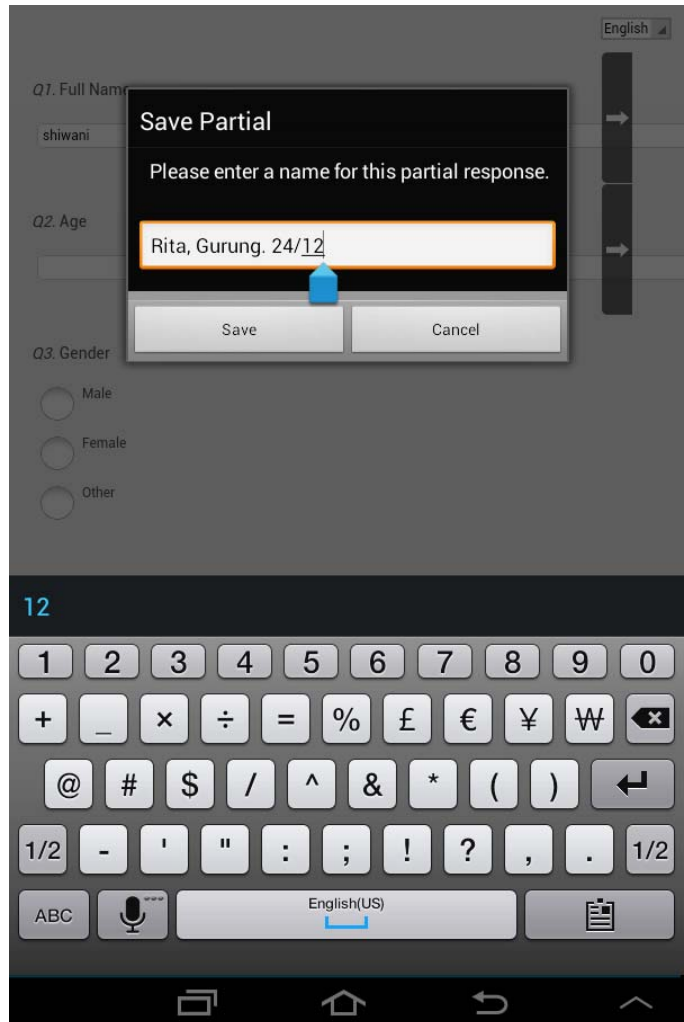 English
Q1. Full Name
shiwani
Save Partial
Please enter a name for this partial response.
Rita, Gurung. 24/12
Save Cancel
Q2. Age
Q3. Gender
Male
Female
Other
12
1 2 3 4 5 6 7 8 9 0
+ _ × ÷ = % £ € ¥ ₩
@ # $ / ^ & * ( )
1/2 - ' " : ; ! ? , . 1/2
ABC English(US)